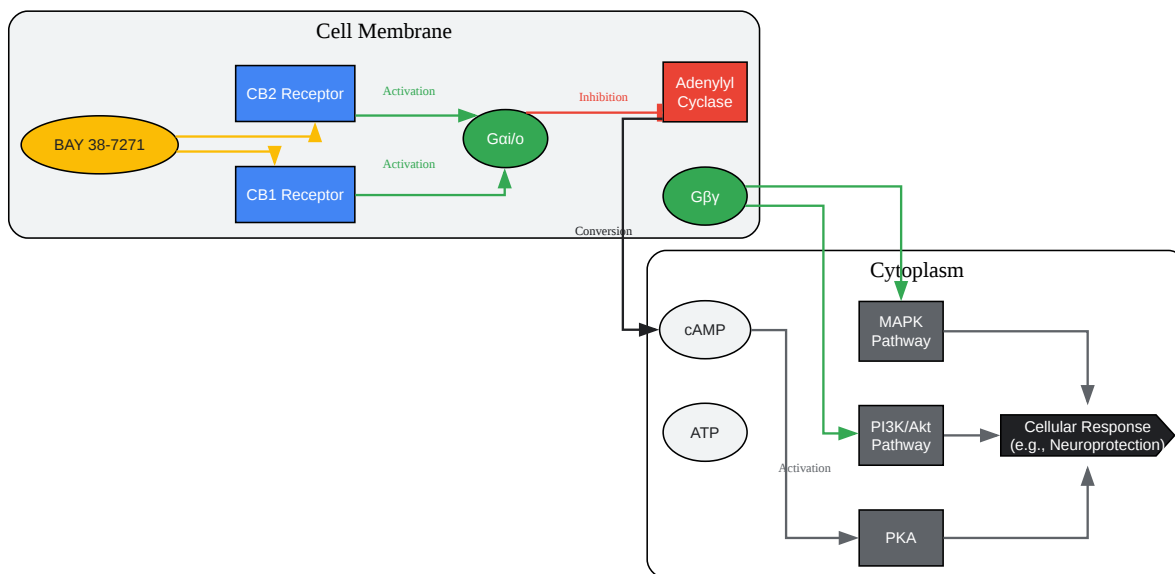 Cell Membrane
CB2 Receptor
Activation
Inhibition
Adenylyl
Cyclase
BAY 38-7271
Gαi/o
Activation
CB1 Receptor
Gβγ
Conversion
Cytoplasm
cAMP
MAPK
Pathway
ATP
PI3K/Akt
Pathway
Cellular Response
(e.g., Neuroprotection)
Activation
PKA